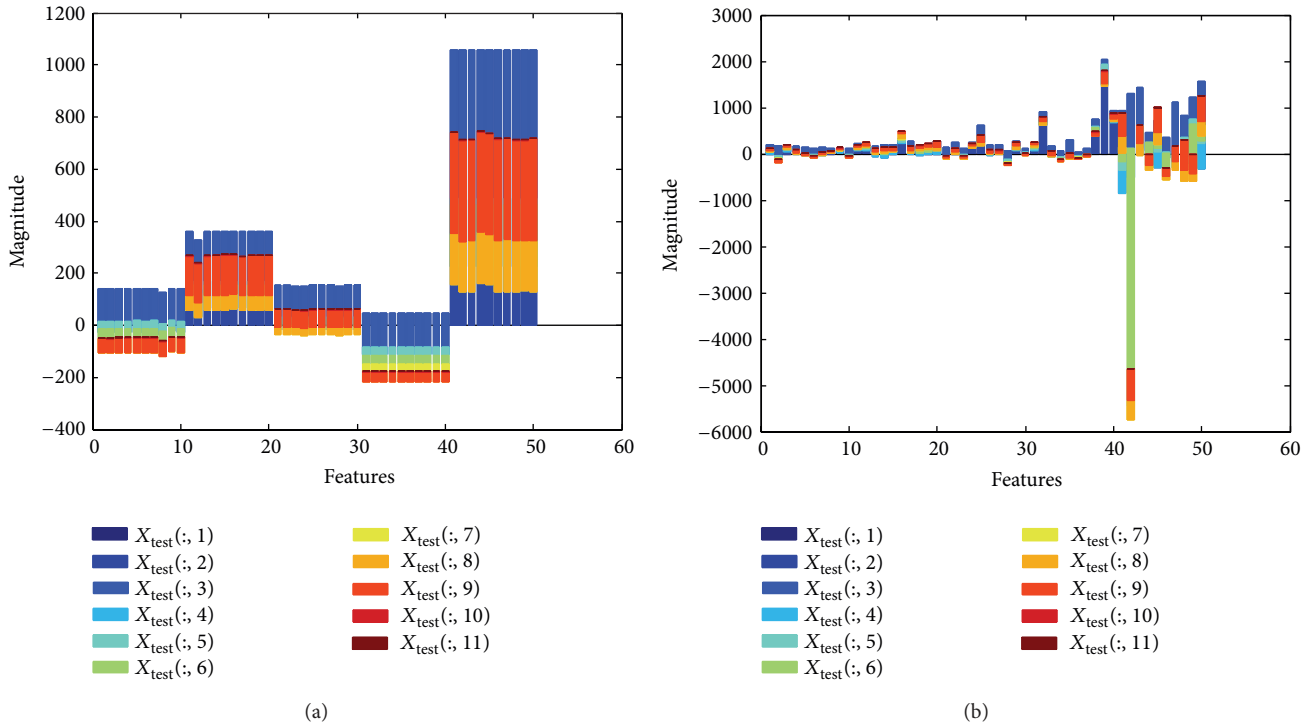 1200
1000
800
600
400
200
0
−200
−400
Magnitude
0 10 20 30 40 50 60
Features
X_test(:, 1)
X_test(:, 2)
X_test(:, 3)
X_test(:, 4)
X_test(:, 5)
X_test(:, 6)
X_test(:, 7)
X_test(:, 8)
X_test(:, 9)
X_test(:, 10)
X_test(:, 11)
(a)
3000
2000
1000
0
−1000
−2000
−3000
−4000
−5000
−6000
Magnitude
0 10 20 30 40 50 60
Features
X_test(:, 1)
X_test(:, 2)
X_test(:, 3)
X_test(:, 4)
X_test(:, 5)
X_test(:, 6)
X_test(:, 7)
X_test(:, 8)
X_test(:, 9)
X_test(:, 10)
X_test(:, 11)
(b)